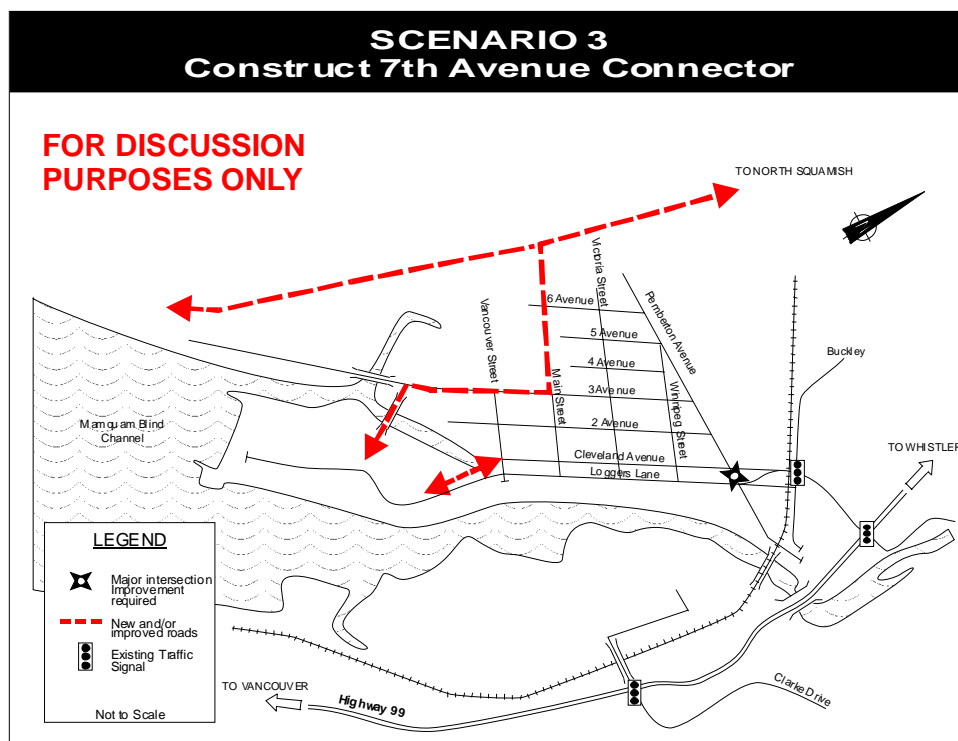 SCENARIO 3
Construct 7th Avenue Connector
FOR DISCUSSION
PURPOSES ONLY
TO NORTH SQUAMISH
Victoria Street
6 Avenue
Pemberton Avenue
Vancouver Street
5 Avenue
Buckley
4 Avenue
Main Street
3 Avenue
Winnipeg Street
2 Avenue
Mamquam Blind
Channel
TO WHISTLER
Cleveland Avenue
Loggers Lane
LEGEND
Major intersection
Improvement
required
New and/or
improved roads
Existing Traffic
Signal
Not to Scale
TO VANCOUVER
Highway 99
Clarke Drive